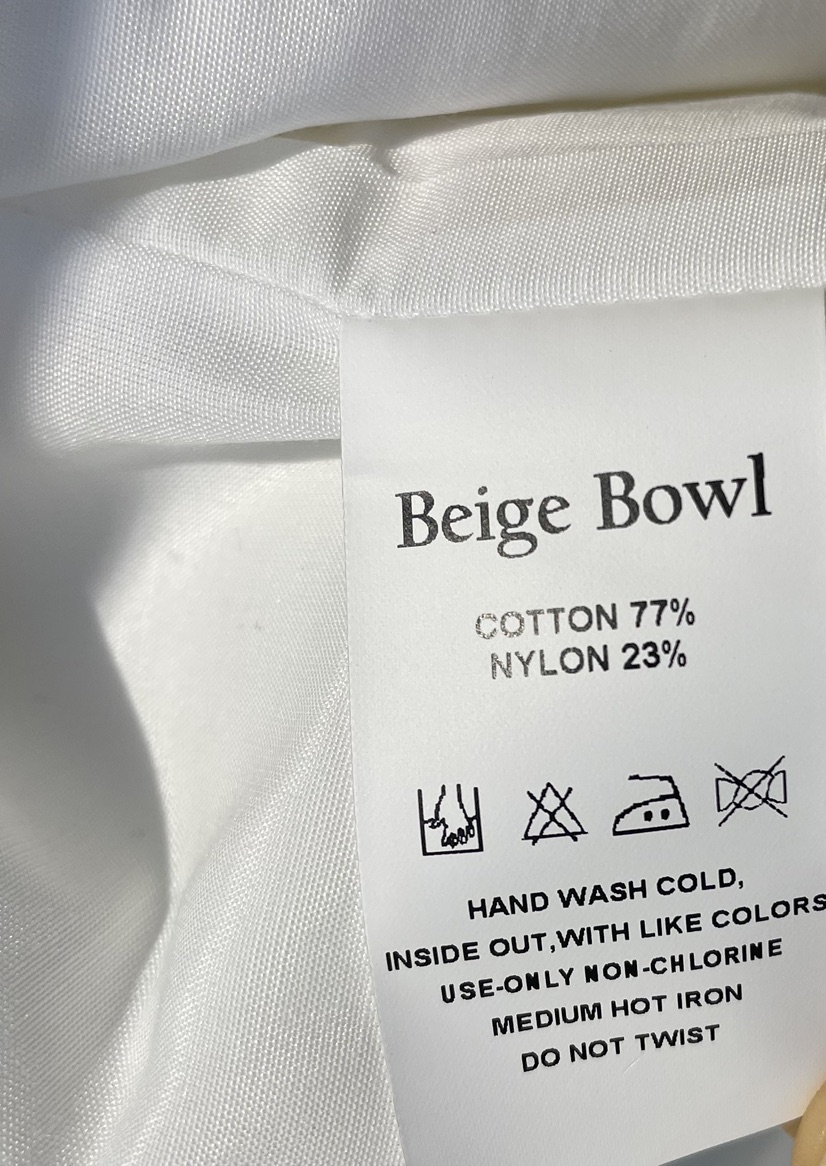 Beige Bowl
COTTON 77%
NYLON 23%
HAND WASH COLD,
INSIDE OUT,WITH LIKE COLORS
USE-ONLY NON-CHLORINE
MEDIUM HOT IRON
DO NOT TWIST